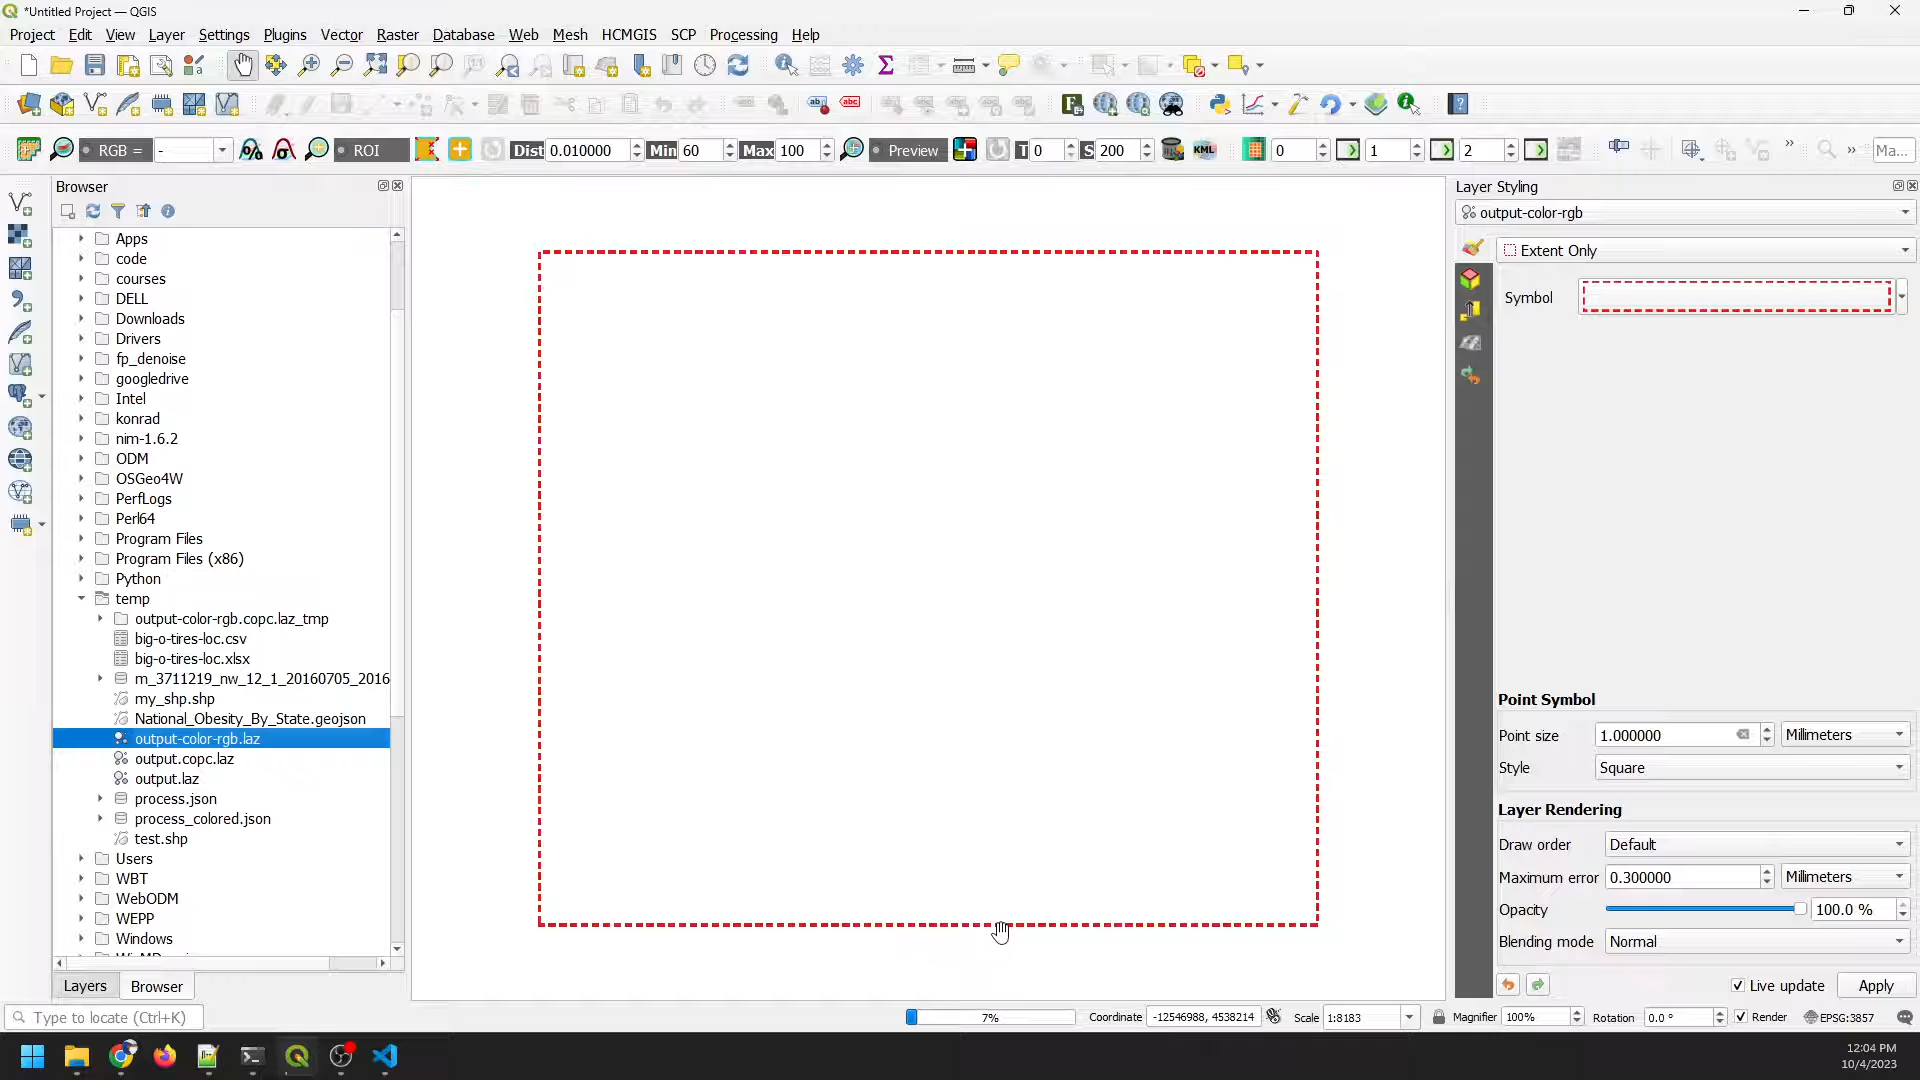 *Untitled Project — QGIS
Project Edit View Layer Settings Plugins Vector Raster Database Web Mesh HCMGIS SCP Processing Help
RGB = - ROI Dist 0.010000 Min 60 Max 100 Preview T 0 S 200 KML 0 1 2 Ma...
Browser
Apps
code
courses
DELL
Downloads
Drivers
fp_denoise
googledrive
Intel
konrad
nim-1.6.2
ODM
OSGeo4W
PerfLogs
Perl64
Program Files
Program Files (x86)
Python
temp
output-color-rgb.copc.laz_tmp
big-o-tires-loc.csv
big-o-tires-loc.xlsx
m_3711219_nw_12_1_20160705_2016
my_shp.shp
National_Obesity_By_State.geojson
output-color-rgb.laz
output.copc.laz
output.laz
process.json
process_colored.json
test.shp
Users
WBT
WebODM
WEPP
Windows
Layers Browser
Layer Styling
output-color-rgb
Extent Only
Symbol
Point Symbol
Point size 1.000000 Millimeters
Style Square
Layer Rendering
Draw order Default
Maximum error 0.300000 Millimeters
Opacity 100.0 %
Blending mode Normal
Live update Apply
Type to locate (Ctrl+K) 7% Coordinate -12546988, 4538214 Scale 1:8183 Magnifier 100% Rotation 0.0 ° Render EPSG:3857
12:04 PM
10/4/2023